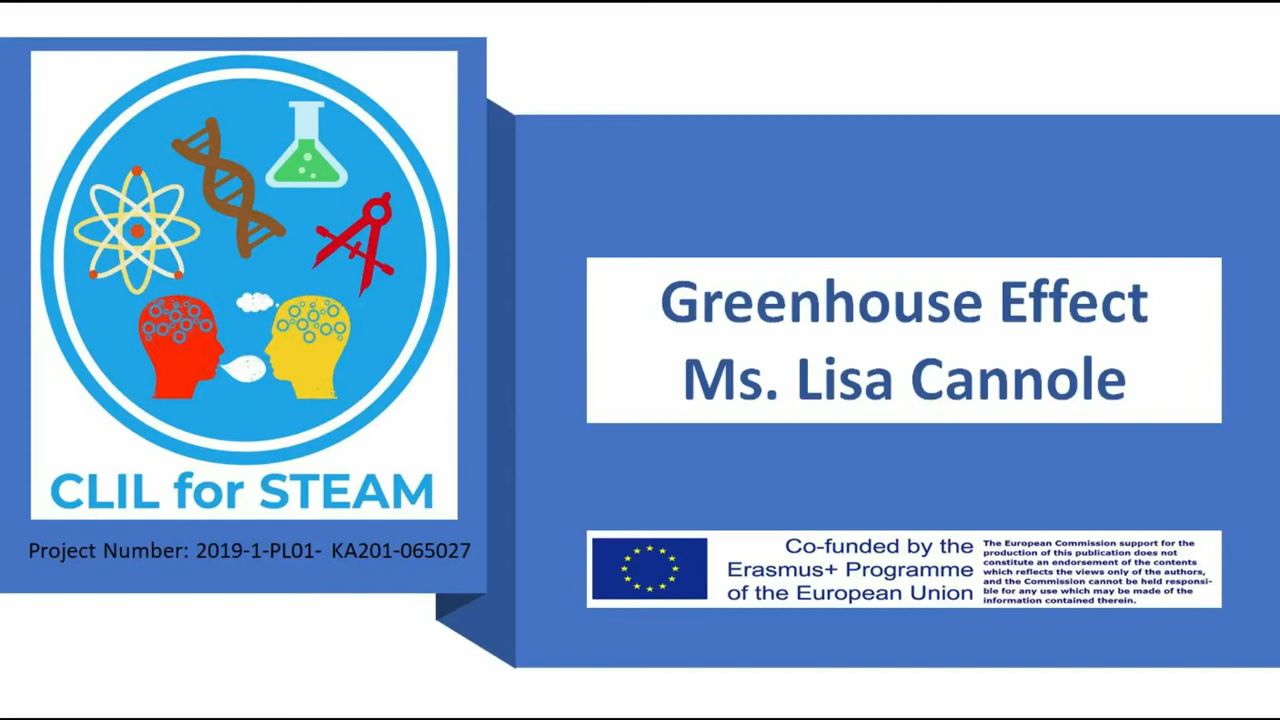 CLIL for STEAM
Project Number: 2019-1-PL01- KA201-065027
Greenhouse Effect
Ms. Lisa Cannole
Co-funded by the
Erasmus+ Programme
of the European Union
The European Commission support for the
production of this publication does not
constitute an endorsement of the contents
which reflects the views only of the authors,
and the Commission cannot be held responsi-
ble for any use which may be made of the
information contained therein.